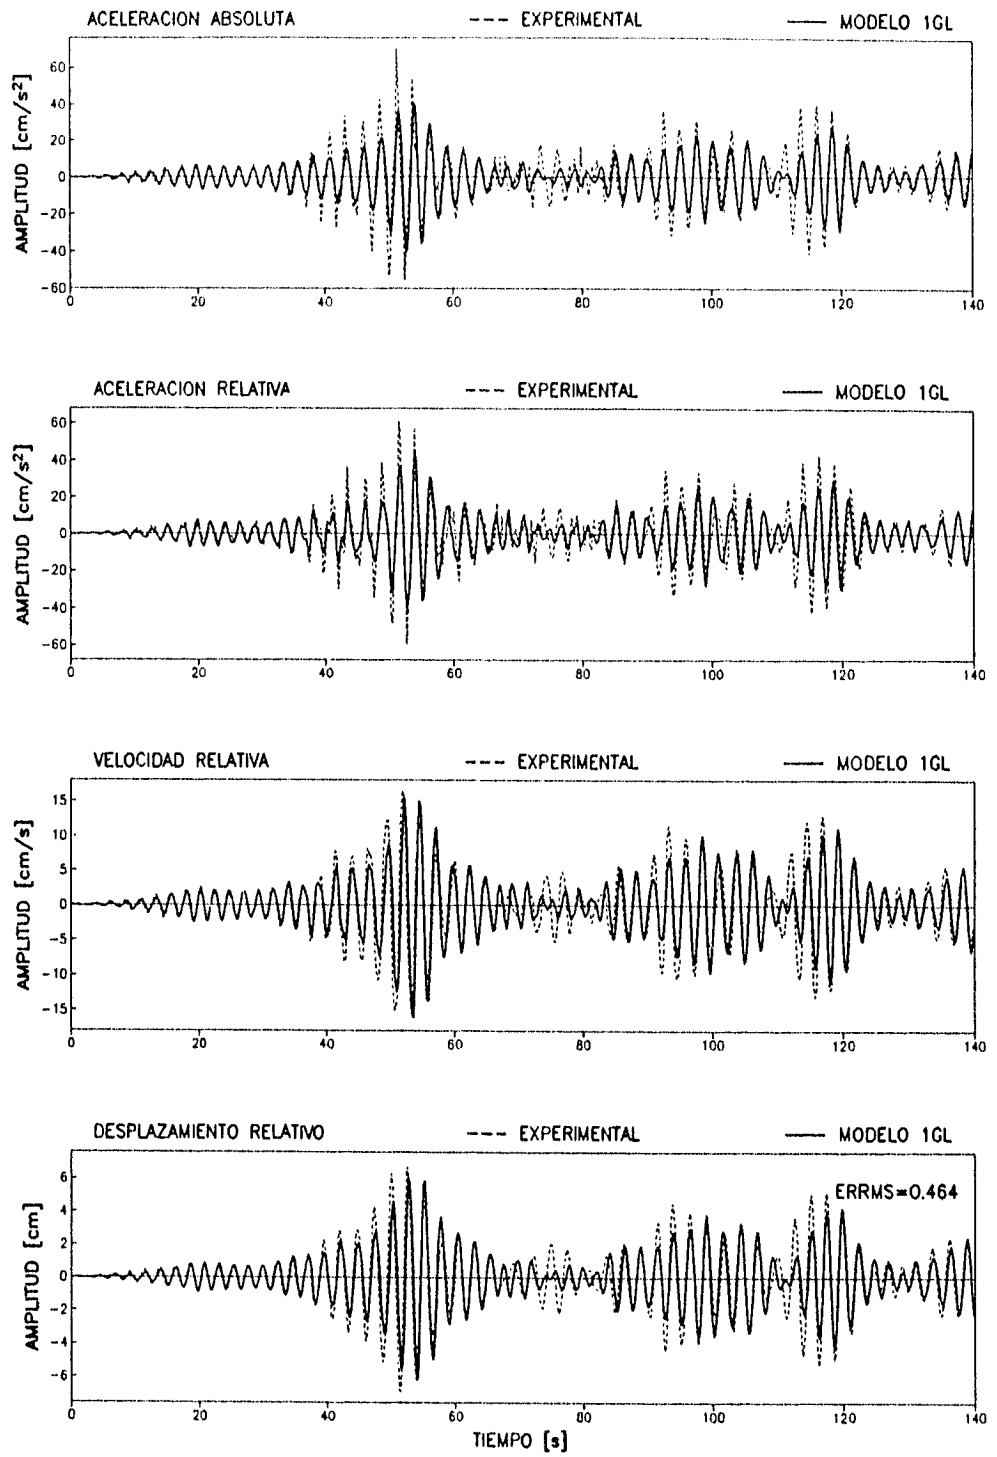 ACELERACION ABSOLUTA --- EXPERIMENTAL —— MODELO 1GL
60
40
20
0
-20
-40
-60
AMPLITUD [cm/s²]
0 20 40 60 80 100 120 140
ACELERACION RELATIVA --- EXPERIMENTAL —— MODELO 1GL
60
40
20
0
-20
-40
-60
AMPLITUD [cm/s²]
0 20 40 60 80 100 120 140
VELOCIDAD RELATIVA --- EXPERIMENTAL —— MODELO 1GL
15
10
5
0
-5
-10
-15
AMPLITUD [cm/s]
0 20 40 60 80 100 120 140
DESPLAZAMIENTO RELATIVO --- EXPERIMENTAL —— MODELO 1GL
ERRMS=0.464
6
4
2
0
-2
-4
-6
AMPLITUD [cm]
0 20 40 60 80 100 120 140
TIEMPO [s]